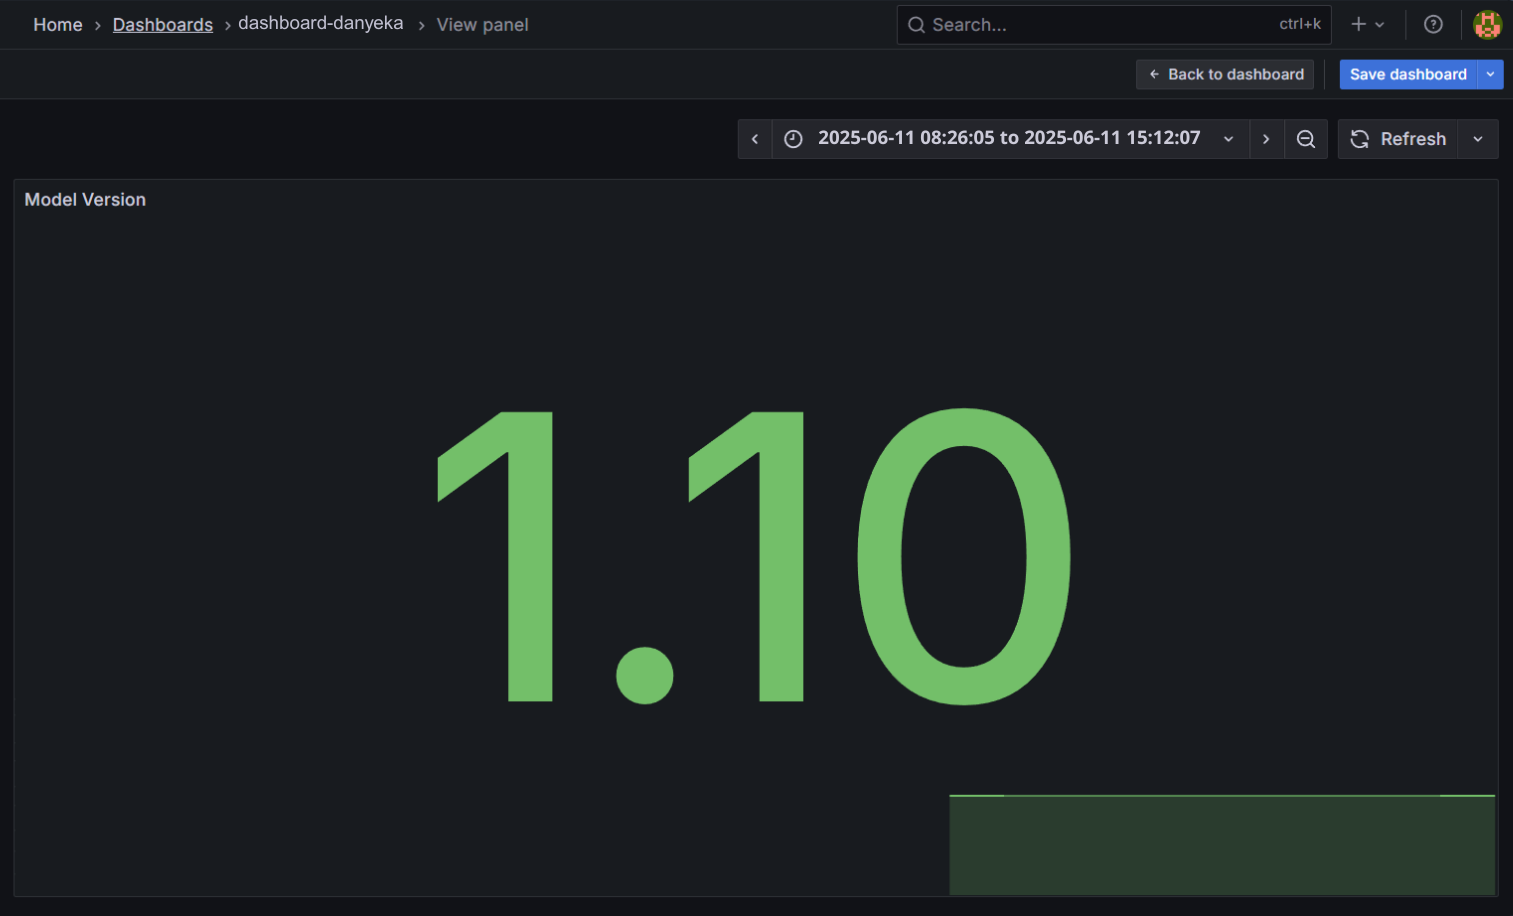 Home › Dashboards › dashboard-danyeka › View panel
Search... ctrl+k
Back to dashboard
Save dashboard
2025-06-11 08:26:05 to 2025-06-11 15:12:07
Refresh
Model Version
1.10